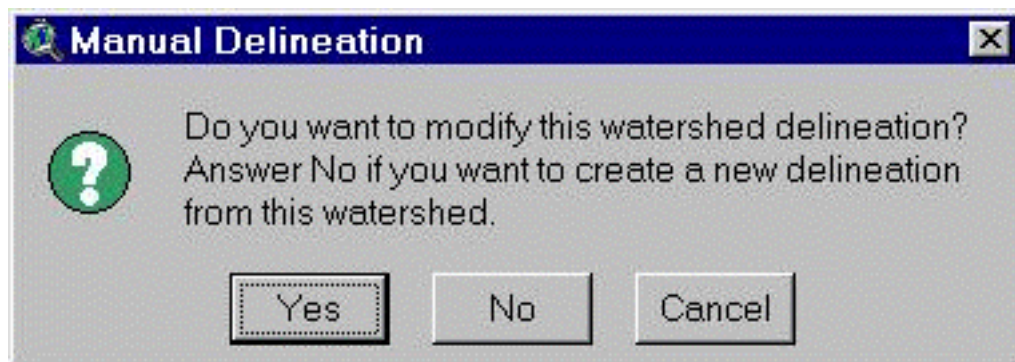 Manual Delineation
Do you want to modify this watershed delineation?
Answer No if you want to create a new delineation
from this watershed.
Yes
No
Cancel